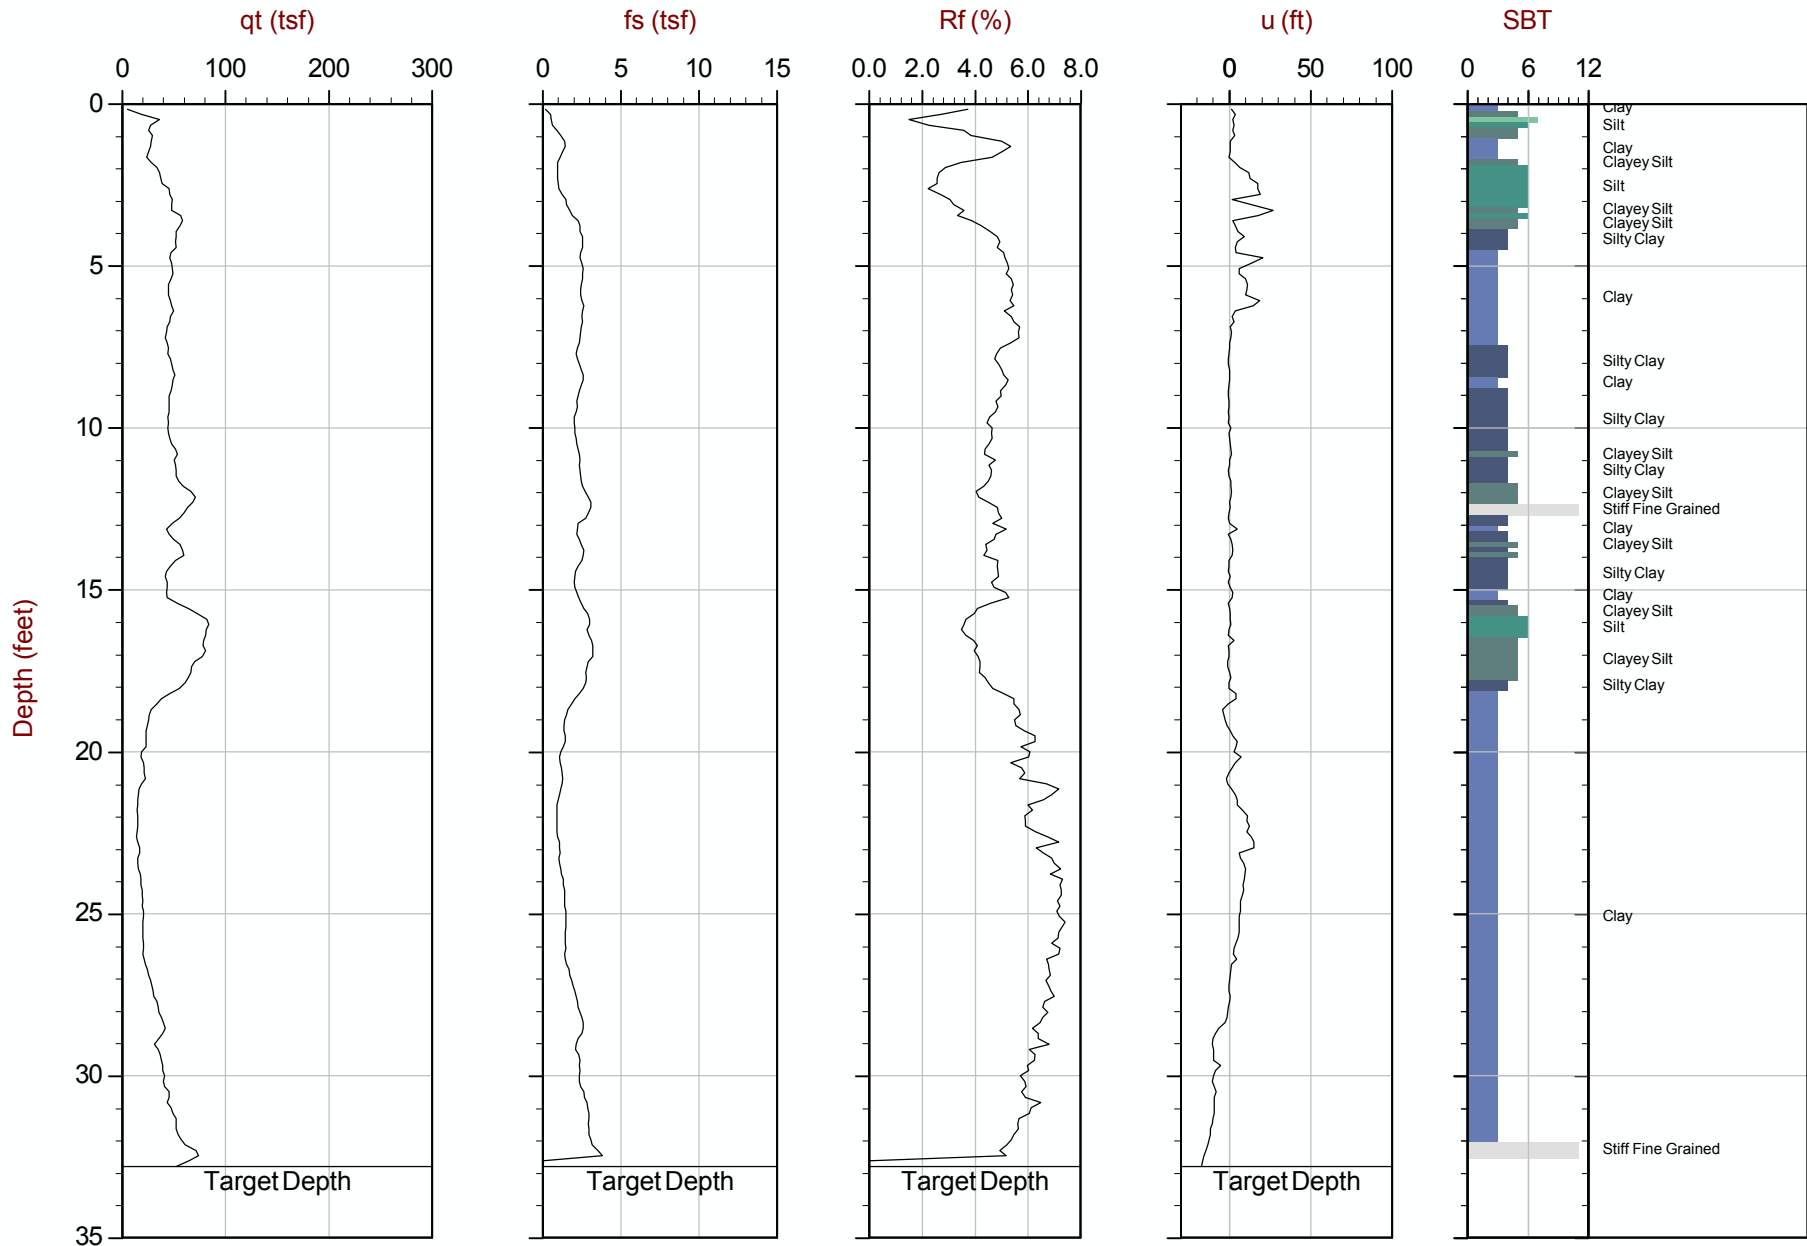 qt (tsf) fs (tsf) Rf (%) u (ft) SBT
0 100 200 300 0 5 10 15 0.0 2.0 4.0 6.0 8.0 0 50 100 0 6 12
0
Clay
Silt
Clay
Clayey Silt
Silt
Clayey Silt
Clayey Silt
Silty Clay
5
Clay
Silty Clay
Clay
Silty Clay
10
Clayey Silt
Silty Clay
Clayey Silt
Stiff Fine Grained
Clay
Clayey Silt
Silty Clay
15
Clay
Clayey Silt
Silt
Clayey Silt
Silty Clay
Depth (feet)
20
25
Clay
30
Stiff Fine Grained
Target Depth Target Depth Target Depth Target Depth
35